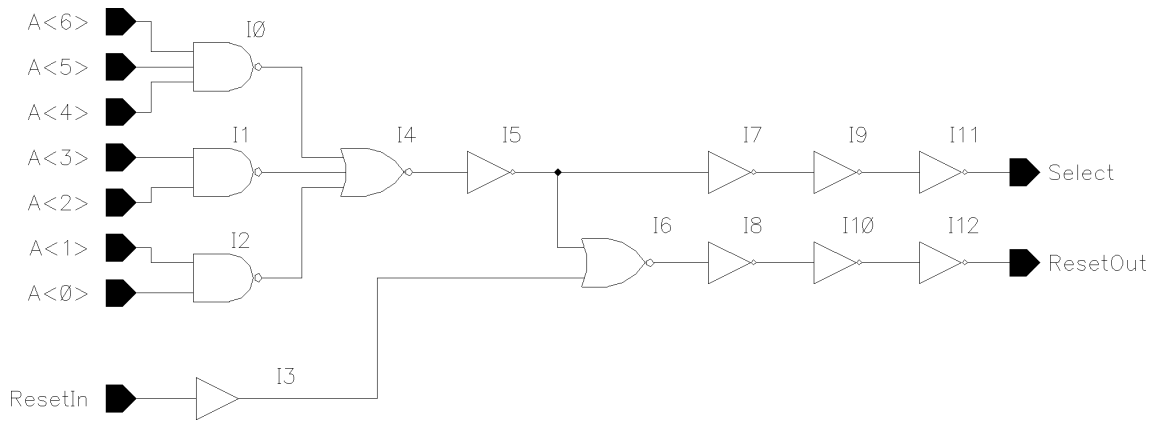 A<6>
I0
A<5>
A<4>
A<3>
I1
I4
I5
I7
I9
I11
Select
A<2>
A<1>
I2
I6
I8
I10
I12
ResetOut
A<0>
I3
ResetIn